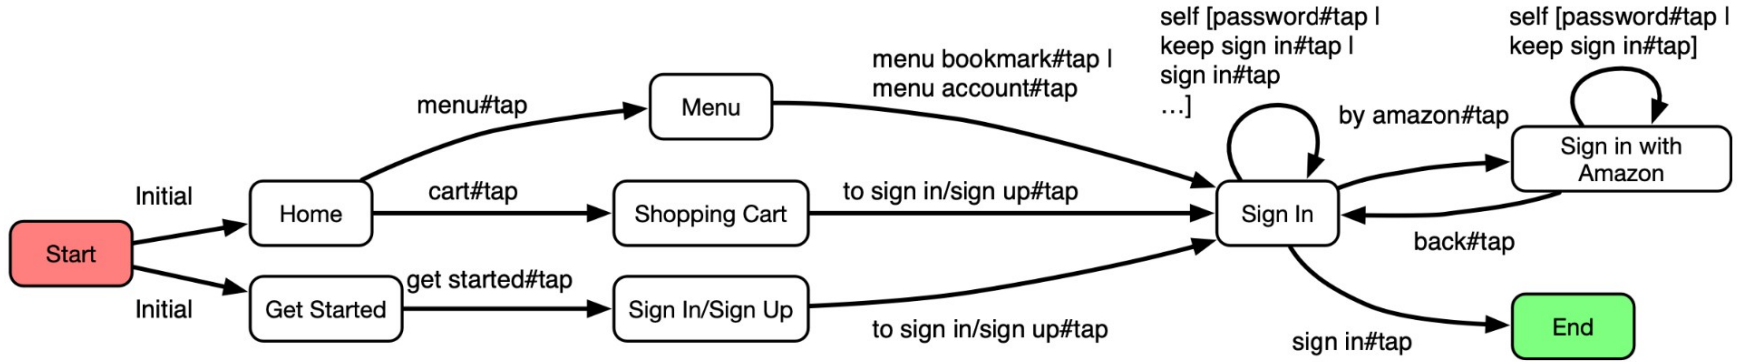 self [password#tap |
keep sign in#tap |
sign in#tap
...]
self [password#tap |
keep sign in#tap]
menu bookmark#tap |
menu account#tap
menu#tap
Menu
by amazon#tap
Sign in with
Amazon
Initial
cart#tap
to sign in/sign up#tap
Home
Shopping Cart
Sign In
back#tap
Start
get started#tap
Initial
Get Started
Sign In/Sign Up
to sign in/sign up#tap
sign in#tap
End